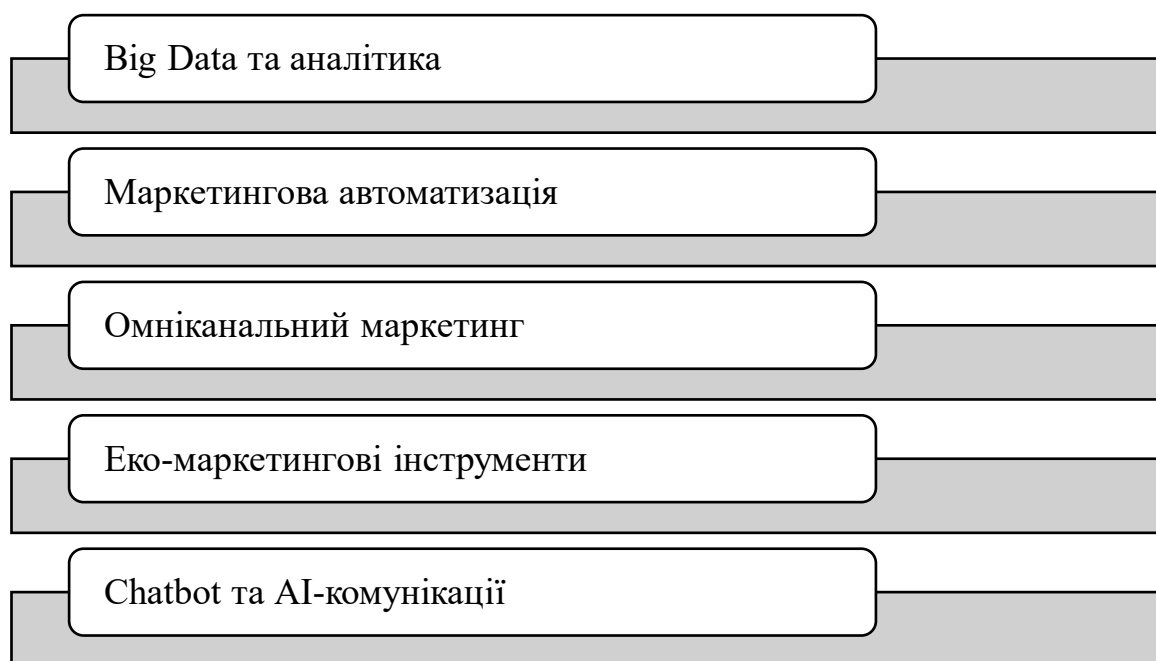 Big Data та аналітика
Маркетингова автоматизація
Омніканальний маркетинг
Еко-маркетингові інструменти
Chatbot та AI-комунікації